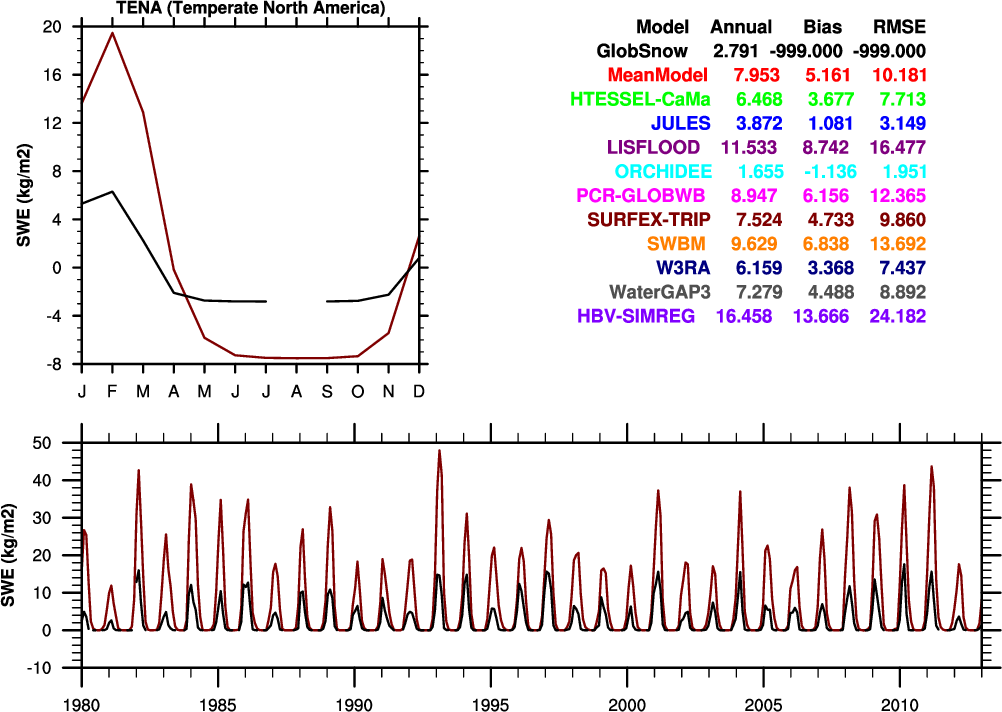 TENA (Temperate North America)
20
16
12
8
4
0
-4
-8
SWE (kg/m2)
J F M A M J J A S O N D
Model Annual Bias RMSE
GlobSnow 2.791 -999.000 -999.000
MeanModel 7.953 5.161 10.181
HTESSEL-CaMa 6.468 3.677 7.713
JULES 3.872 1.081 3.149
LISFLOOD 11.533 8.742 16.477
ORCHIDEE 1.655 -1.136 1.951
PCR-GLOBWB 8.947 6.156 12.365
SURFEX-TRIP 7.524 4.733 9.860
SWBM 9.629 6.838 13.692
W3RA 6.159 3.368 7.437
WaterGAP3 7.279 4.488 8.892
HBV-SIMREG 16.458 13.666 24.182
50
40
30
20
10
0
-10
SWE (kg/m2)
1980 1985 1990 1995 2000 2005 2010